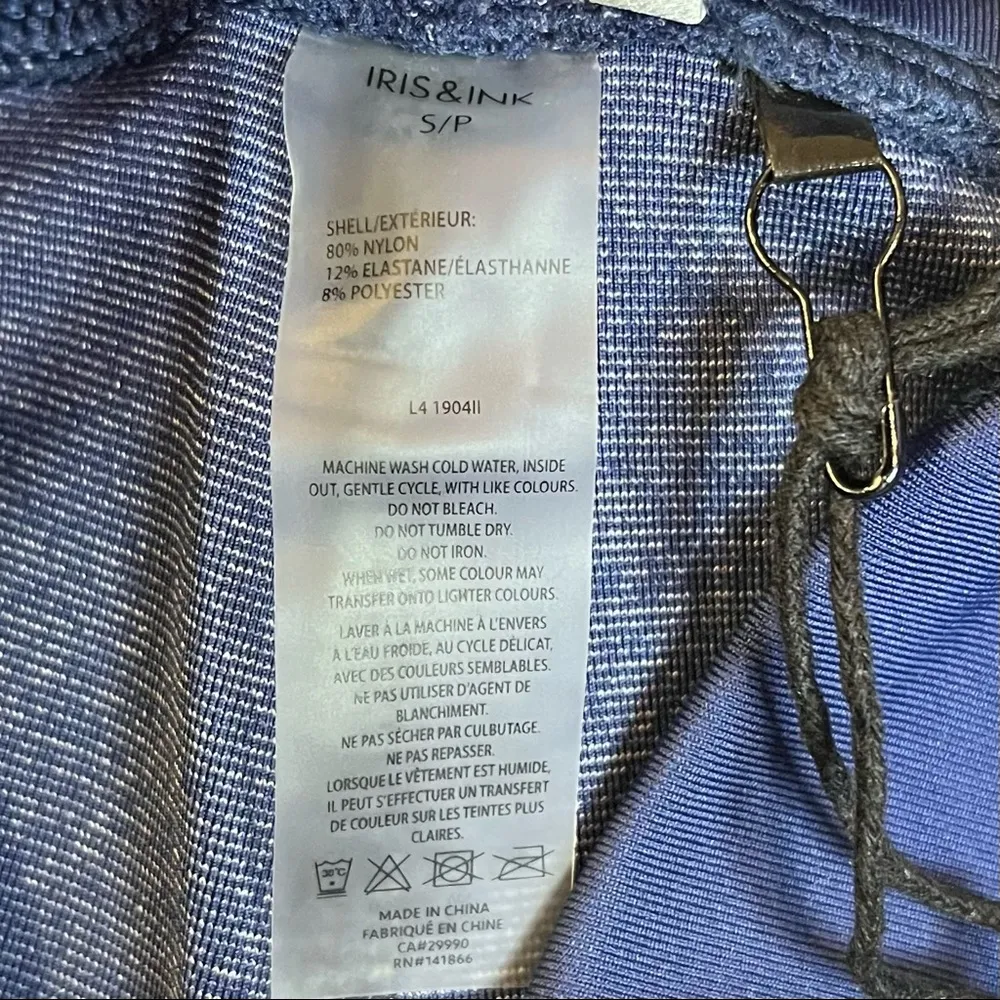 IRIS&INK
S/P
SHELL/EXTÉRIEUR:
80% NYLON
12% ELASTANE/ÉLASTHANNE
8% POLYESTER
L4 1904II
MACHINE WASH COLD WATER, INSIDE
OUT, GENTLE CYCLE, WITH LIKE COLOURS.
DO NOT BLEACH.
DO NOT TUMBLE DRY.
DO NOT IRON.
WHEN WET, SOME COLOUR MAY
TRANSFER ONTO LIGHTER COLOURS.
LAVER À LA MACHINE À L'ENVERS
À L'EAU FROIDE, AU CYCLE DÉLICAT,
AVEC DES COULEURS SEMBLABLES.
NE PAS UTILISER D'AGENT DE
BLANCHIMENT.
NE PAS SÉCHER PAR CULBUTAGE.
NE PAS REPASSER.
LORSQUE LE VÊTEMENT EST HUMIDE,
IL PEUT S'EFFECTUER UN TRANSFERT
DE COULEUR SUR LES TEINTES PLUS
CLAIRES.
30°C
MADE IN CHINA
FABRIQUÉ EN CHINE
CA#29990
RN#141866